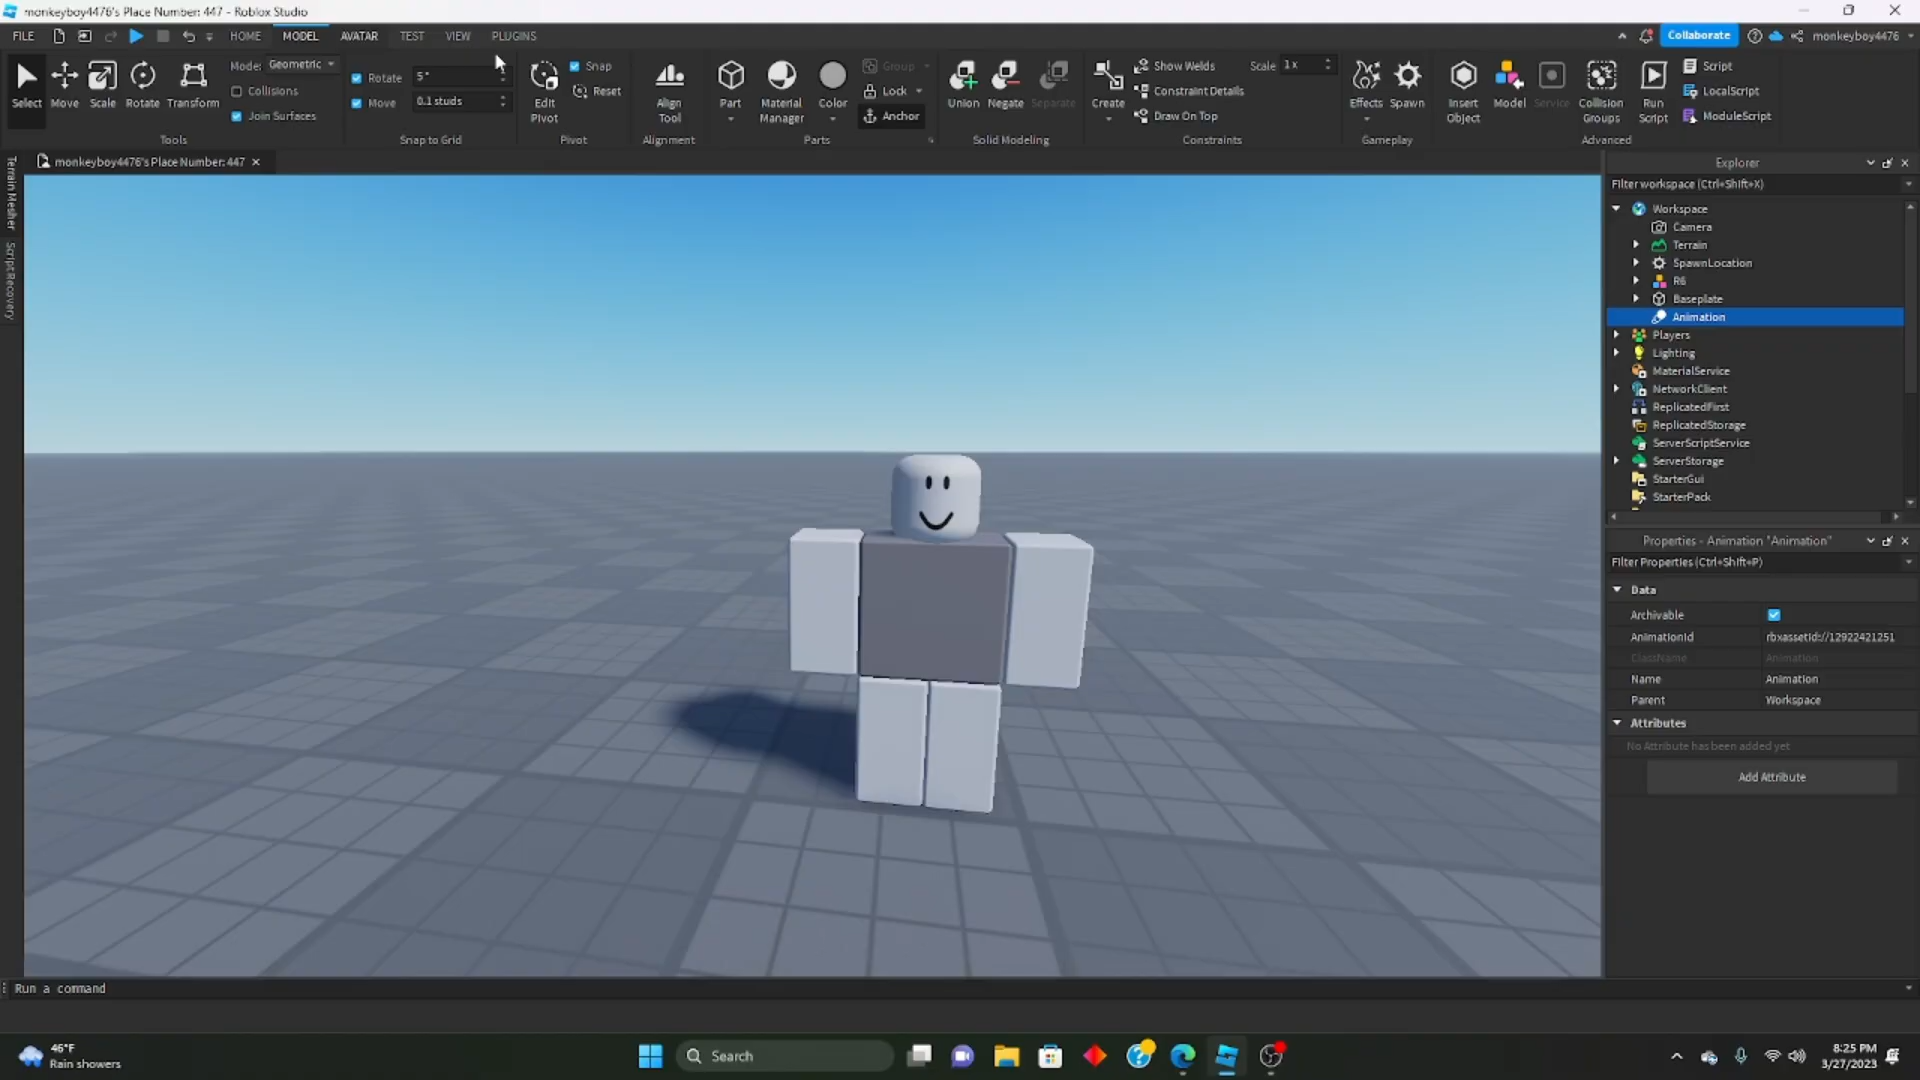 monkeyboy4476's Place Number: 447 - Roblox Studio
FILE HOME MODEL AVATAR TEST VIEW PLUGINS Collaborate monkeyboy4476
Select Move Scale Rotate Transform
Mode: Geometric
Collisions
Join Surfaces
Tools
Rotate 5°
Move 0.1 studs
Snap to Grid
Edit Pivot
Snap
Reset
Pivot
Align Tool
Alignment
Part Material Manager Color
Group
Lock
Anchor
Parts
Union Negate Separate
Solid Modeling
Create
Show Welds
Constraint Details
Draw On Top
Scale 1 x
Constraints
Effects Spawn
Gameplay
Insert Object Model Service Collision Groups Run Script
Script
LocalScript
ModuleScript
Advanced
monkeyboy4476's Place Number: 447
Terrain Mesher
Script Recovery
Explorer
Filter workspace (Ctrl+Shift+X)
Workspace
Camera
Terrain
SpawnLocation
R6
Baseplate
Animation
Players
Lighting
MaterialService
NetworkClient
ReplicatedFirst
ReplicatedStorage
ServerScriptService
ServerStorage
StarterGui
StarterPack
Properties - Animation "Animation"
Filter Properties (Ctrl+Shift+P)
Data
Archivable
AnimationId rbxassetid://12922421251
ClassName Animation
Name Animation
Parent Workspace
Attributes
No Attribute has been added yet
Add Attribute
Run a command
46°F
Rain showers
Search
8:25 PM
3/27/2023